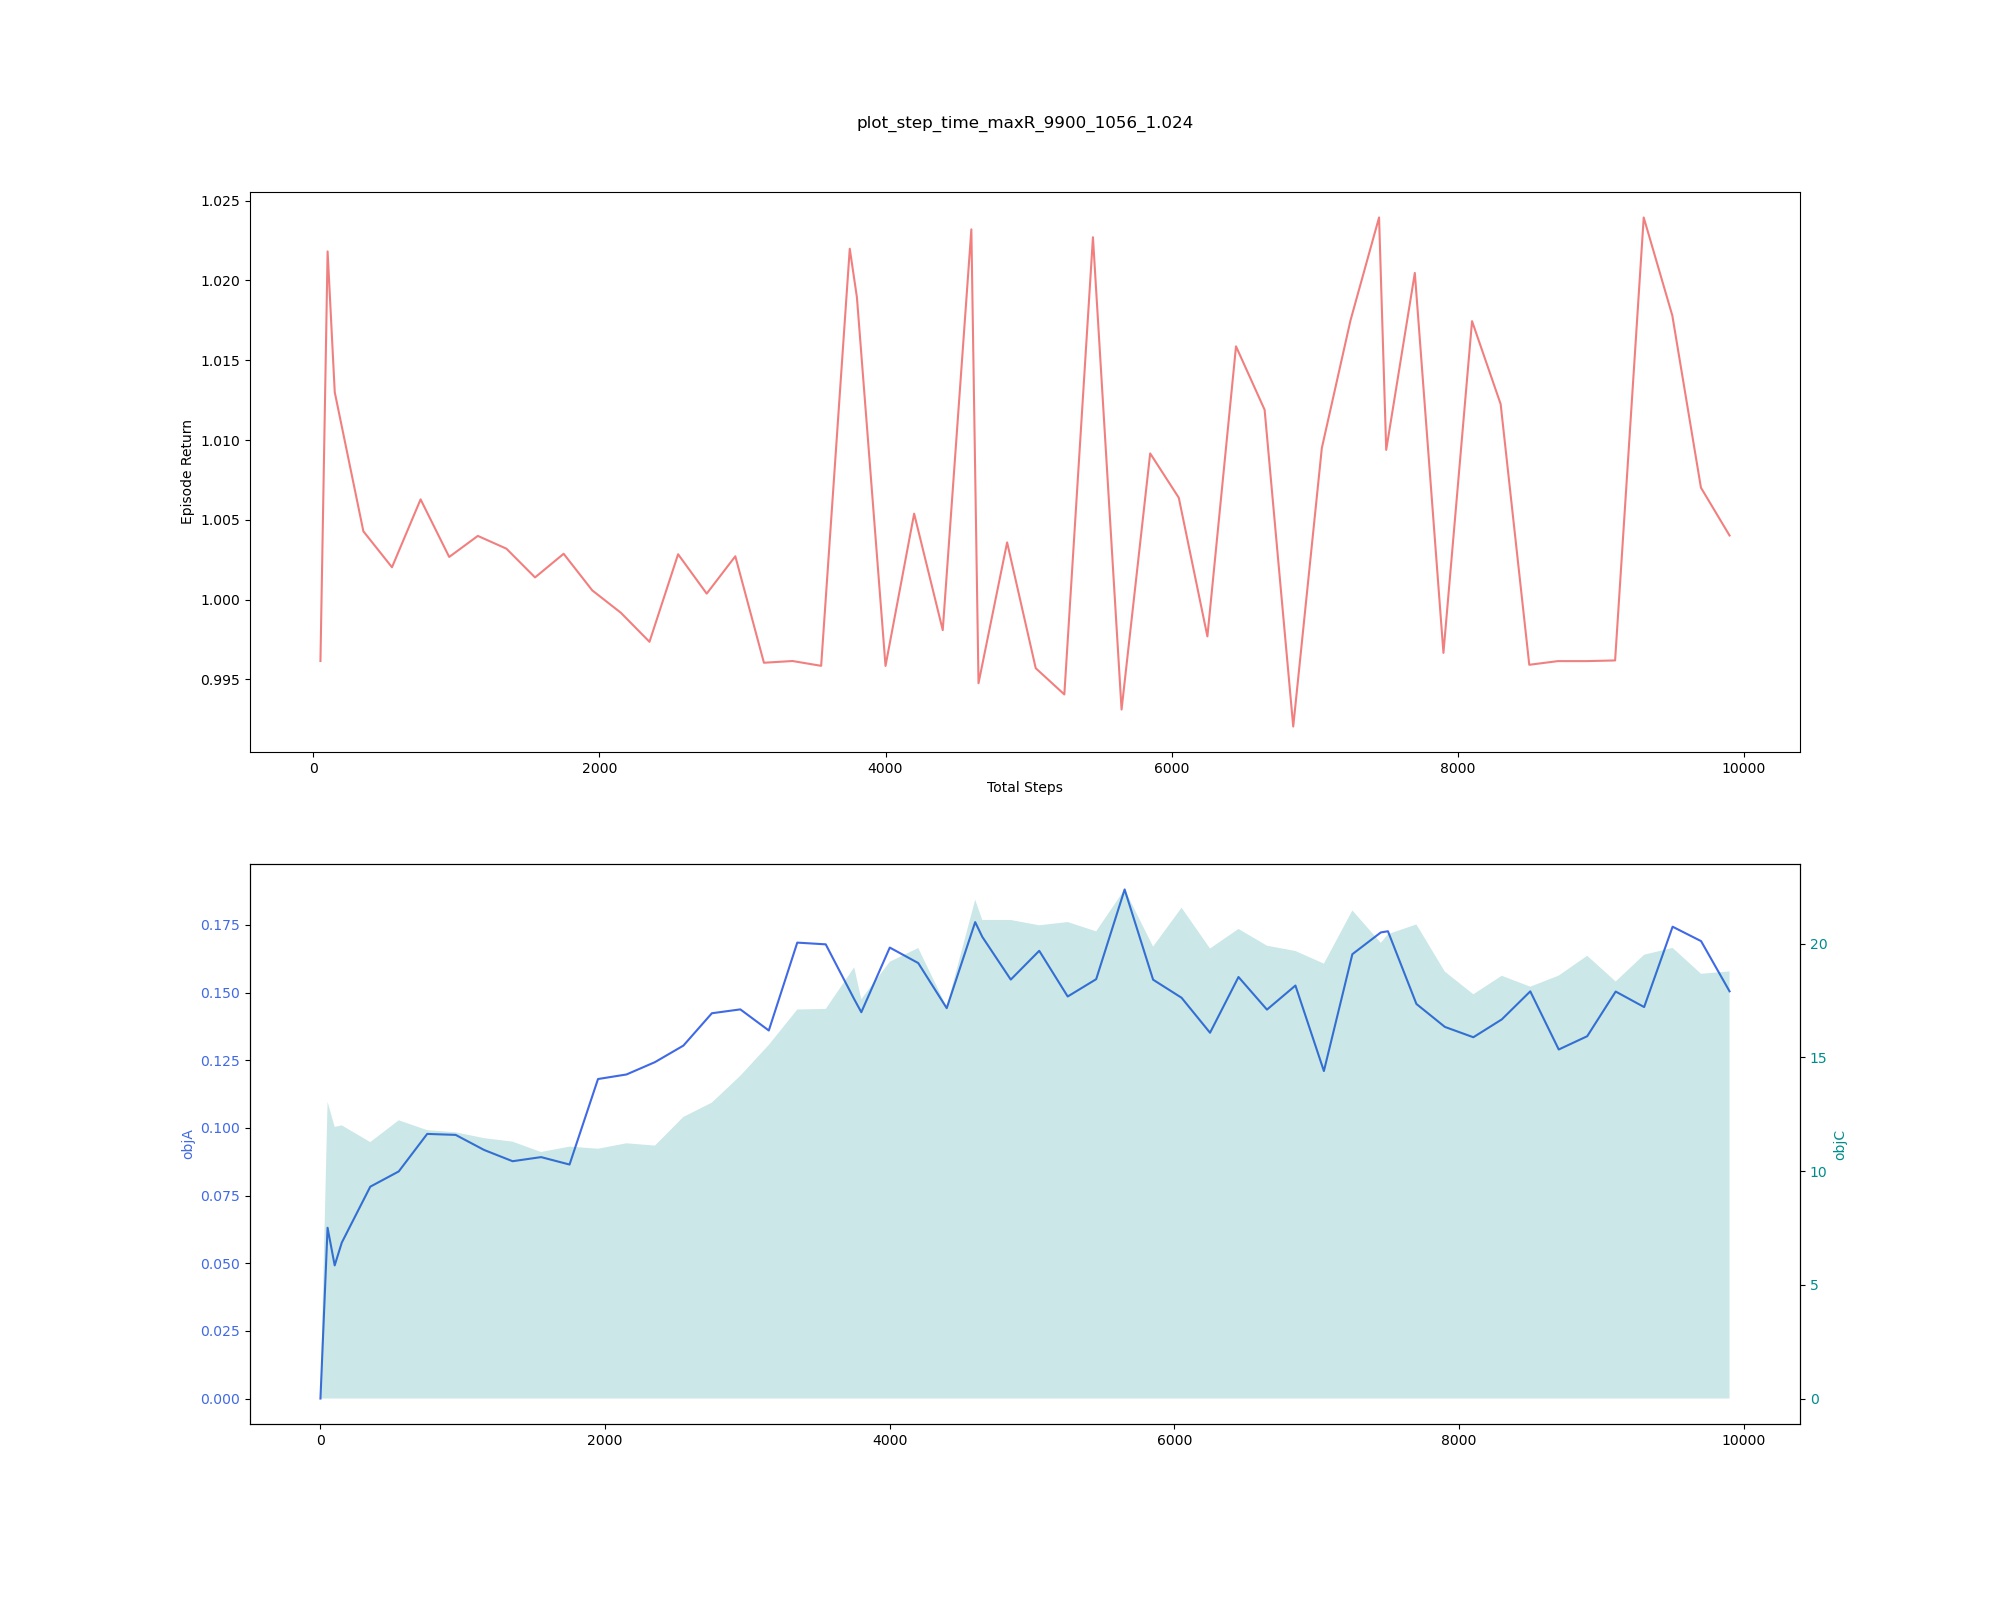 plot_step_time_maxR_9900_1056_1.024
1.025
1.020
1.015
1.010
1.005
1.000
0.995
Episode Return
0 2000 4000 6000 8000 10000
Total Steps
0.175
0.150
0.125
0.100
0.075
0.050
0.025
0.000
objA
20
15
10
5
0
objC
0 2000 4000 6000 8000 10000